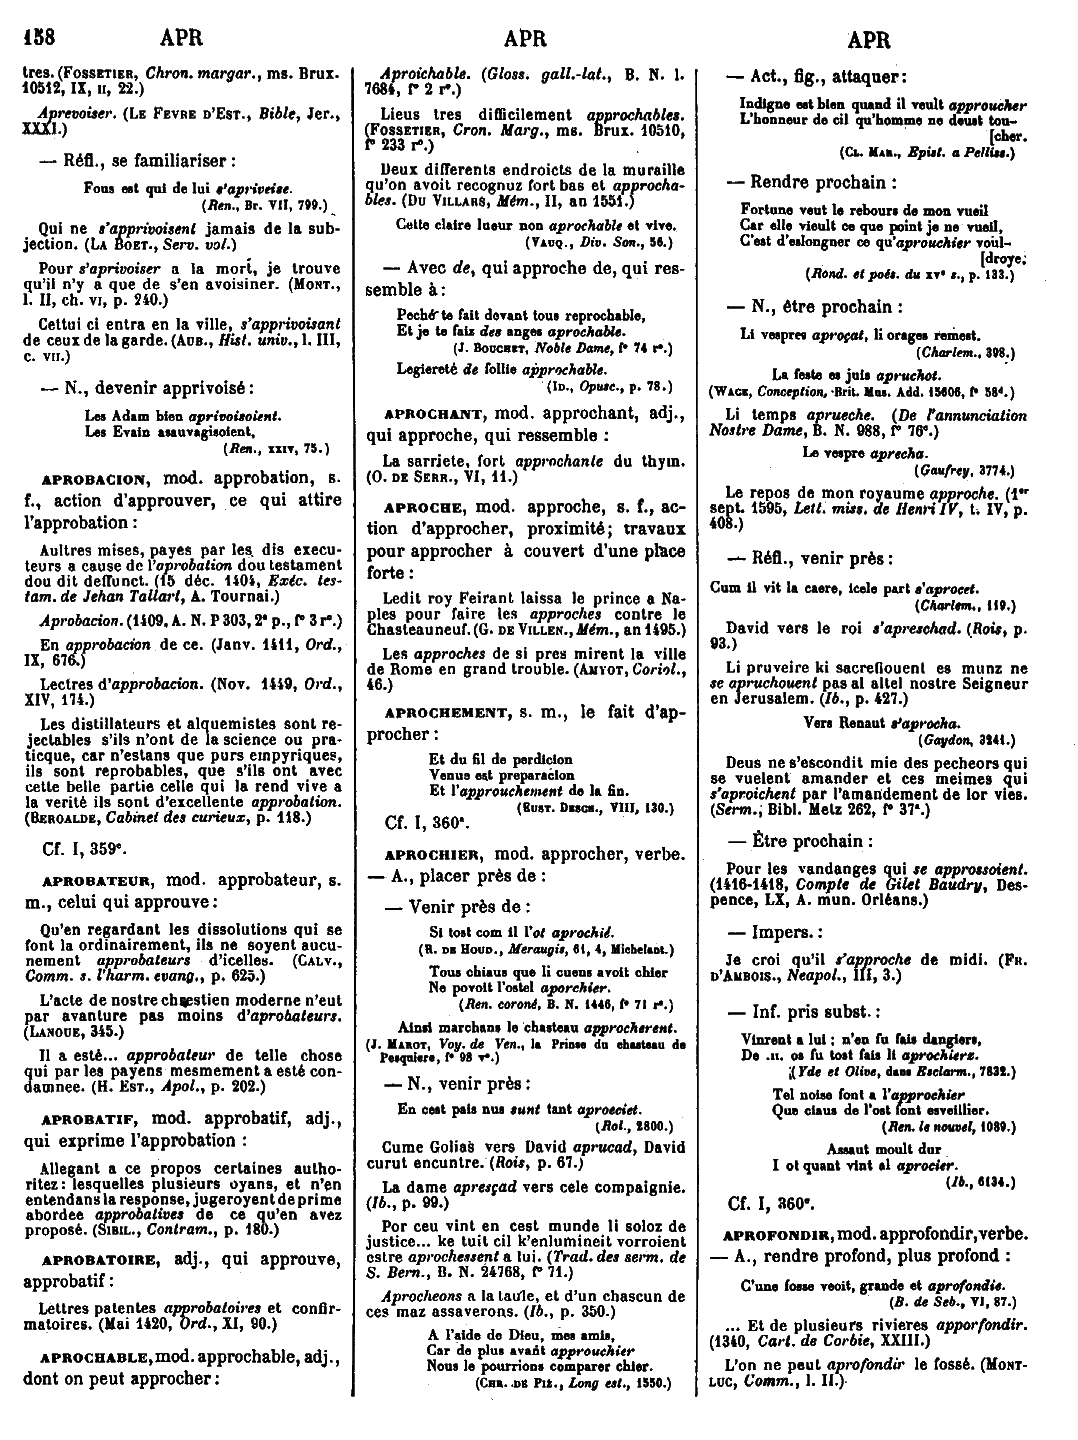 158 APR APR APR
tres. (FOSSETIER, Chron. margar., ms. Brux.
10512, IX, II, 22.)
Aprevoiser. (LE FEVRE D'EST., Bible, Jer.,
XXXI.)
— Réfl., se familiariser :
Fous est qui de lui s'apriveise.
(Ren., Br. VII, 799.)
Qui ne s'apprivoisent jamais de la sub-
jection. (LA BOET., Serv. vol.)
Pour s'aprivoiser a la mort, je trouve
qu'il n'y a que de s'en avoisiner. (MONT.,
l. II, ch. VI, p. 240.)
Cettui ci entra en la ville, s'apprivoisant
de ceux de la garde. (AUB., Hist. univ., l. III,
c. VII.)
— N., devenir apprivoisé :
Les Adam bien aprivoisoient.
Les Evain asauvagisoient,
(Ren., XXIV, 75.)
APROBACION, mod. approbation, s.
f., action d'approuver, ce qui attire
l'approbation :
Aultres mises, payes par les dis execu-
teurs a cause de l'aprobation dou testament
dou dit deffunct. (15 déc. 1404, Exéc. tes-
tam. de Jehan Tallart, A. Tournai.)
Aprobacion. (1409, A. N. P 303, 2e p., f° 3 r°.)
En approbacion de ce. (Janv. 1411, Ord.,
IX, 676.)
Lectres d'approbacion. (Nov. 1449, Ord.,
XIV, 174.)
Les distillateurs et alquemistes sont re-
jectables s'ils n'ont de la science ou pra-
ticque, car n'estans que purs empyriques,
ils sont reprobables, que s'ils ont avec
cette belle partie celle qui la rend vive a
la verité ils sont d'excellente approbation.
(BEROALDE, Cabinet des curieux, p. 118.)
Cf. I, 359c.
APROBATEUR, mod. approbateur, s.
m., celui qui approuve :
Qu'en regardant les dissolutions qui se
font la ordinairement, ils ne soyent aucu-
nement approbateurs d'icelles. (CALV.,
Comm. s. l'harm. evang., p. 625.)
L'acte de nostre chrestien moderne n'eut
par avanture pas moins d'aprobateurs.
(LANOUE, 345.)
Il a esté... approbateur de telle chose
qui par les payens mesmement a esté con-
damnee. (H. EST., Apol., p. 202.)
APROBATIF, mod. approbatif, adj.,
qui exprime l'approbation :
Allegant a ce propos certaines autho-
ritez : lesquelles plusieurs oyans, et n'en
entendans la response, jugeroyent de prime
abordee approbatives de ce qu'en avez
proposé. (SIBIL., Contram., p. 180.)
APROBATOIRE, adj., qui approuve,
approbatif :
Lettres patentes approbatoires et confir-
matoires. (Mai 1420, Ord., XI, 90.)
APROCHABLE, mod. approchable, adj.,
dont on peut approcher :
Aproichable. (Gloss. gall.-lat., B. N. l.
7684, f° 2 r°.)
Lieus tres difficilement approchables.
(FOSSETIER, Cron. Marg., ms. Brux. 10510,
f° 233 r°.)
Deux differents endroicts de la muraille
qu'on avoit recognuz fort bas et approcha-
bles. (DU VILLARS, Mém., II, an 1551.)
Cette claire lueur non aprochable et vive.
(VAUQ., Div. Son., 56.)
— Avec de, qui approche de, qui res-
semble à :
Peché te fait devant tous reprochable,
Et je te fais des anges aprochable.
(J. BOUCHET, Noble Dame, f° 74 r°.)
Legiereté de follie approchable.
(ID., Opusc., p. 78.)
APROCHANT, mod. approchant, adj.,
qui approche, qui ressemble :
La sarriete, fort approchante du thym.
(O. DE SERR., VI, 11.)
APROCHE, mod. approche, s. f., ac-
tion d'approcher, proximité ; travaux
pour approcher à couvert d'une place
forte :
Ledit roy Feirant laissa le prince a Na-
ples pour faire les approches contre le
Chasteauneuf. (G. DE VILLEN., Mém., an 1495.)
Les approches de si pres mirent la ville
de Rome en grand trouble. (AMYOT, Coriol.,
46.)
APROCHEMENT, s. m., le fait d'ap-
procher :
Et du fil de perdicion
Venue est preparacion
Et l'approuchement de la fin.
(EUST. DESCH., VIII, 130.)
Cf. I, 360a.
APROCHIER, mod. approcher, verbe.
— A., placer près de :
— Venir près de :
Si tost com il l'ot aprochié.
(R. DE HOUD., Meraugis, 61, 4, Michelant.)
Tous chiaus que li cuens avoit chier
Ne povoit l'ostel aporchier.
(Ren. coroné, B. N. 1446, f° 71 r°.)
Ainsi marchans le chasteau approcherent.
(J. MAROT, Voy. de Ven., la Prinse du chasteau de
Pesquiere, f° 98 v°.)
— N., venir près :
En cest pais nus sunt tant aproeciet.
(Rol., 2800.)
Cume Golias vers David aprucad, David
curut encuntre. (Rois, p. 67.)
La dame apresçad vers cele compaignie.
(Ib., p. 99.)
Por ceu vint en cest munde li soloz de
justice... ke tuit cil k'enlumineit vorroient
estre aprochessent a lui. (Trad. des serm. de
S. Bern., B. N. 24768, f° 71.)
Aprocheons a la taule, et d'un chascun de
ces maz assaverons. (Ib., p. 350.)
A l'aide de Dieu, mes amis,
Car de plus avant approuchier
Nous le pourrions comparer chier.
(CHR. DE PIZ., Long est., 1550.)
— Act., fig., attaquer :
Indigne est bien quand il veult approucher
L'honneur de cil qu'homme ne deust tou-
[cher.
(CL. MAR., Epist. a Pelliss.)
— Rendre prochain :
Fortune veut le rebours de mon vueil
Car elle vieult ce que point je ne vueil,
C'est d'eslongner ce qu'aprouchier voul-
[droye;
(Rond. et poés. du XVe s., p. 133.)
— N., être prochain :
Li vespres aproçat, li orages remest.
(Charlem., 398.)
La feste es juis apruchot.
(WACE, Conception, Brit. Mus. Add. 15606, f° 58d.)
Li temps aprueche. (De l'annunciation
Nostre Dame, B. N. 988, f° 76c.)
Le vespre aprecha.
(Gaufrey, 3774.)
Le repos de mon royaume approche. (1er
sept. 1595, Lett. miss. de Henri IV, t. IV, p.
408.)
— Réfl., venir près :
Cum il vit la caere, icele part s'aprocet.
(Charlem., 119.)
David vers le roi s'apreschad. (Rois, p.
93.)
Li pruveire ki sacrefiouent es munz ne
se apruchouent pas al altel nostre Seigneur
en Jerusalem. (Ib., p. 427.)
Vers Renaut s'aprocha.
(Gaydon, 3241.)
Deus ne s'escondit mie des pecheors qui
se vuelent amander et ces meimes qui
s'aproichent par l'amandement de lor vies.
(Serm., Bibl. Metz 262, f° 37a.)
— Être prochain :
Pour les vandanges qui se approssoient.
(1416-1418, Compte de Gilet Baudry, Des-
pence, LX, A. mun. Orléans.)
— Impers. :
Je croi qu'il s'approche de midi. (FR.
D'AMBOIS., Neapol., III, 3.)
— Inf. pris subst. :
Vinrent a lui ; n'en fu fais dangiers,
De .II. os fu tost fais li aprochierz.
(Yde et Olive, dans Esclarm., 7832.)
Tel noise font a l'approchier
Que ciaus de l'ost font esveillier.
(Ren. le nouvel, 1089.)
Assaut moult dur
I ot quant vint al aprocier.
(Ib., 6134.)
Cf. I, 360c.
APROFONDIR, mod. approfondir, verbe.
— A., rendre profond, plus profond :
C'une fosse veoit, grande et aprofondie.
(B. de Seb., VI, 87.)
... Et de plusieurs rivieres apporfondir.
(1340, Cart. de Corbie, XXIII.)
L'on ne peut aprofondir le fossé. (MONT-
LUC, Comm., l. II.)